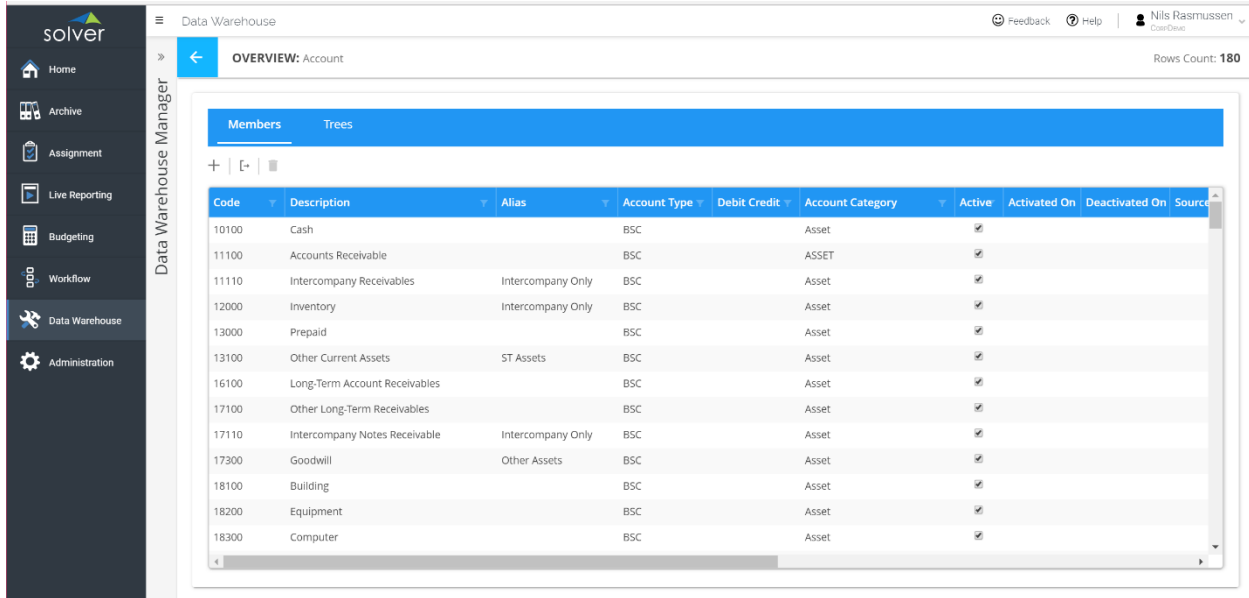 solver
Data Warehouse
Feedback
Help
Nils Rasmussen
CorpDemo
Home
Archive
Assignment
Live Reporting
Budgeting
Workflow
Data Warehouse
Administration
Data Warehouse Manager
OVERVIEW: Account
Rows Count: 180
Members Trees
Code Description Alias Account Type Debit Credit Account Category Active Activated On Deactivated On Source
10100 Cash BSC Asset
11100 Accounts Receivable BSC ASSET
11110 Intercompany Receivables Intercompany Only BSC Asset
12000 Inventory Intercompany Only BSC Asset
13000 Prepaid BSC Asset
13100 Other Current Assets ST Assets BSC Asset
16100 Long-Term Account Receivables BSC Asset
17100 Other Long-Term Receivables BSC Asset
17110 Intercompany Notes Receivable Intercompany Only BSC Asset
17300 Goodwill Other Assets BSC Asset
18100 Building BSC Asset
18200 Equipment BSC Asset
18300 Computer BSC Asset